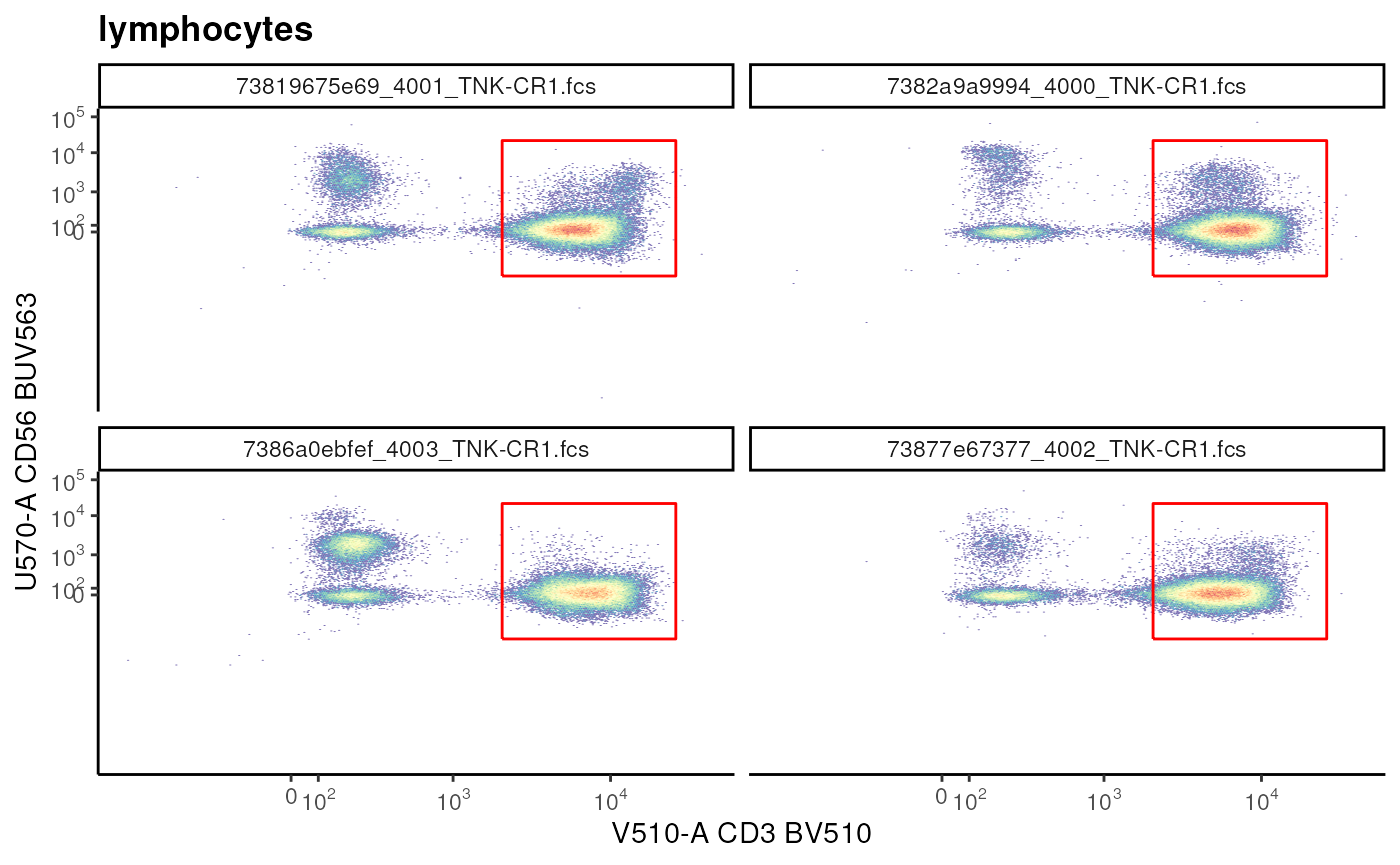 lymphocytes
73819675e69_4001_TNK-CR1.fcs
7382a9a9994_4000_TNK-CR1.fcs
10^5
10^4
10^3
10^2
0
7386a0ebfef_4003_TNK-CR1.fcs
73877e67377_4002_TNK-CR1.fcs
10^5
10^4
10^3
10^2
0
U570-A CD56 BUV563
0 10^2 10^3 10^4
0 10^2 10^3 10^4
V510-A CD3 BV510